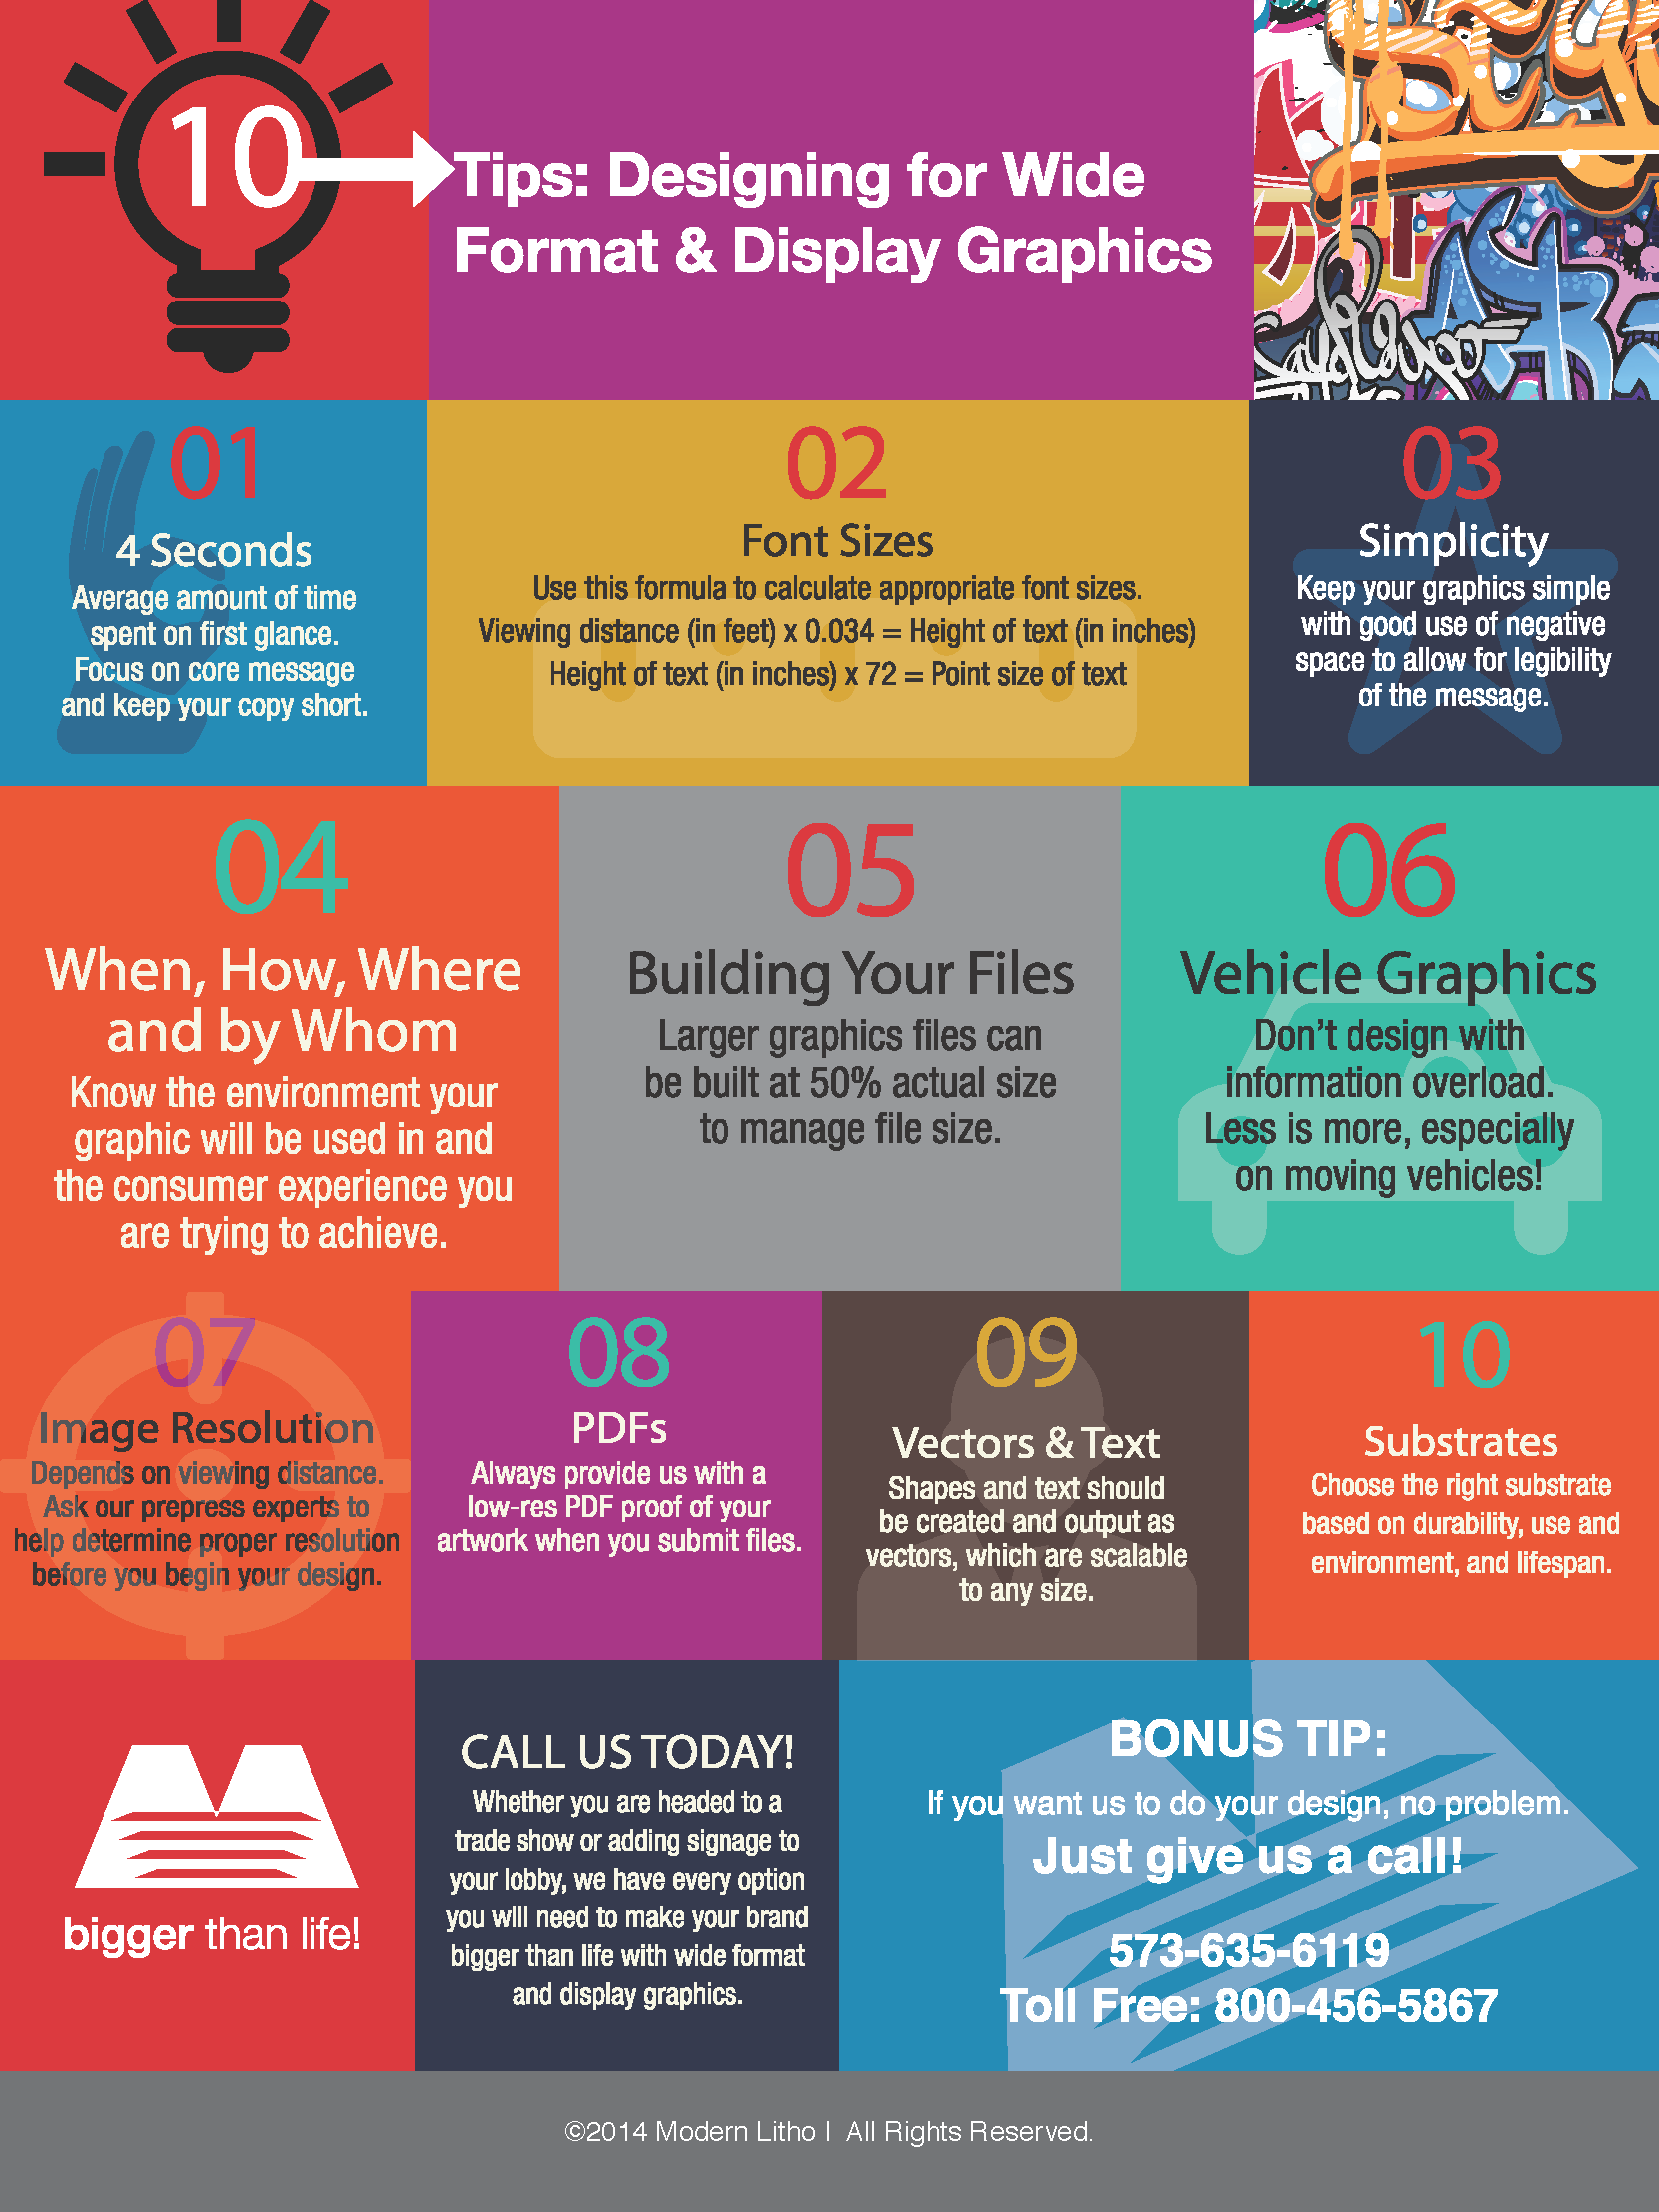 10
Tips: Designing for Wide
Format & Display Graphics
01
4 Seconds
Average amount of time
spent on first glance.
Focus on core message
and keep your copy short.
02
Font Sizes
Use this formula to calculate appropriate font sizes.
Viewing distance (in feet) x 0.034 = Height of text (in inches)
Height of text (in inches) x 72 = Point size of text
03
Simplicity
Keep your graphics simple
with good use of negative
space to allow for legibility
of the message.
04
When, How, Where
and by Whom
Know the environment your
graphic will be used in and
the consumer experience you
are trying to achieve.
05
Building Your Files
Larger graphics files can
be built at 50% actual size
to manage file size.
06
Vehicle Graphics
Don't design with
information overload.
Less is more, especially
on moving vehicles!
07
Image Resolution
Depends on viewing distance.
Ask our prepress experts to
help determine proper resolution
before you begin your design.
08
PDFs
Always provide us with a
low-res PDF proof of your
artwork when you submit files.
09
Vectors & Text
Shapes and text should
be created and output as
vectors, which are scalable
to any size.
10
Substrates
Choose the right substrate
based on durability, use and
environment, and lifespan.
bigger than life!
CALL US TODAY!
Whether you are headed to a
trade show or adding signage to
your lobby, we have every option
you will need to make your brand
bigger than life with wide format
and display graphics.
BONUS TIP:
If you want us to do your design, no problem.
Just give us a call!
573-635-6119
Toll Free: 800-456-5867
©2014 Modern Litho | All Rights Reserved.